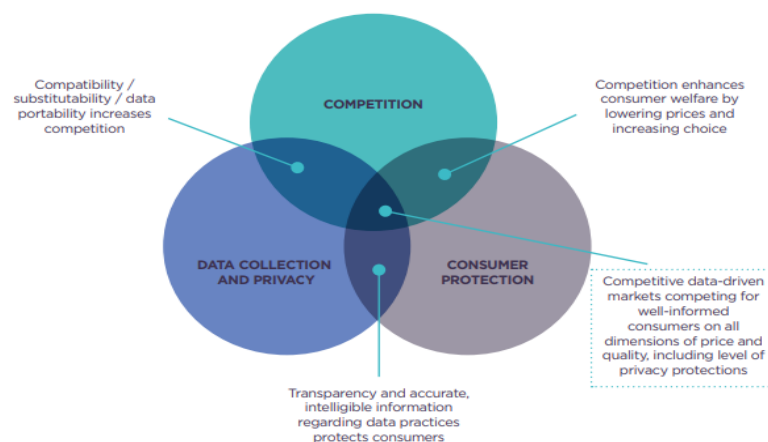 COMPETITION
Compatibility /
substitutability / data
portability increases
competition
Competition enhances
consumer welfare by
lowering prices and
increasing choice
DATA COLLECTION
AND PRIVACY
CONSUMER
PROTECTION
Competitive data-driven
markets competing for
well-informed
consumers on all
dimensions of price and
quality, including level of
privacy protections
Transparency and accurate,
intelligible information
regarding data practices
protects consumers